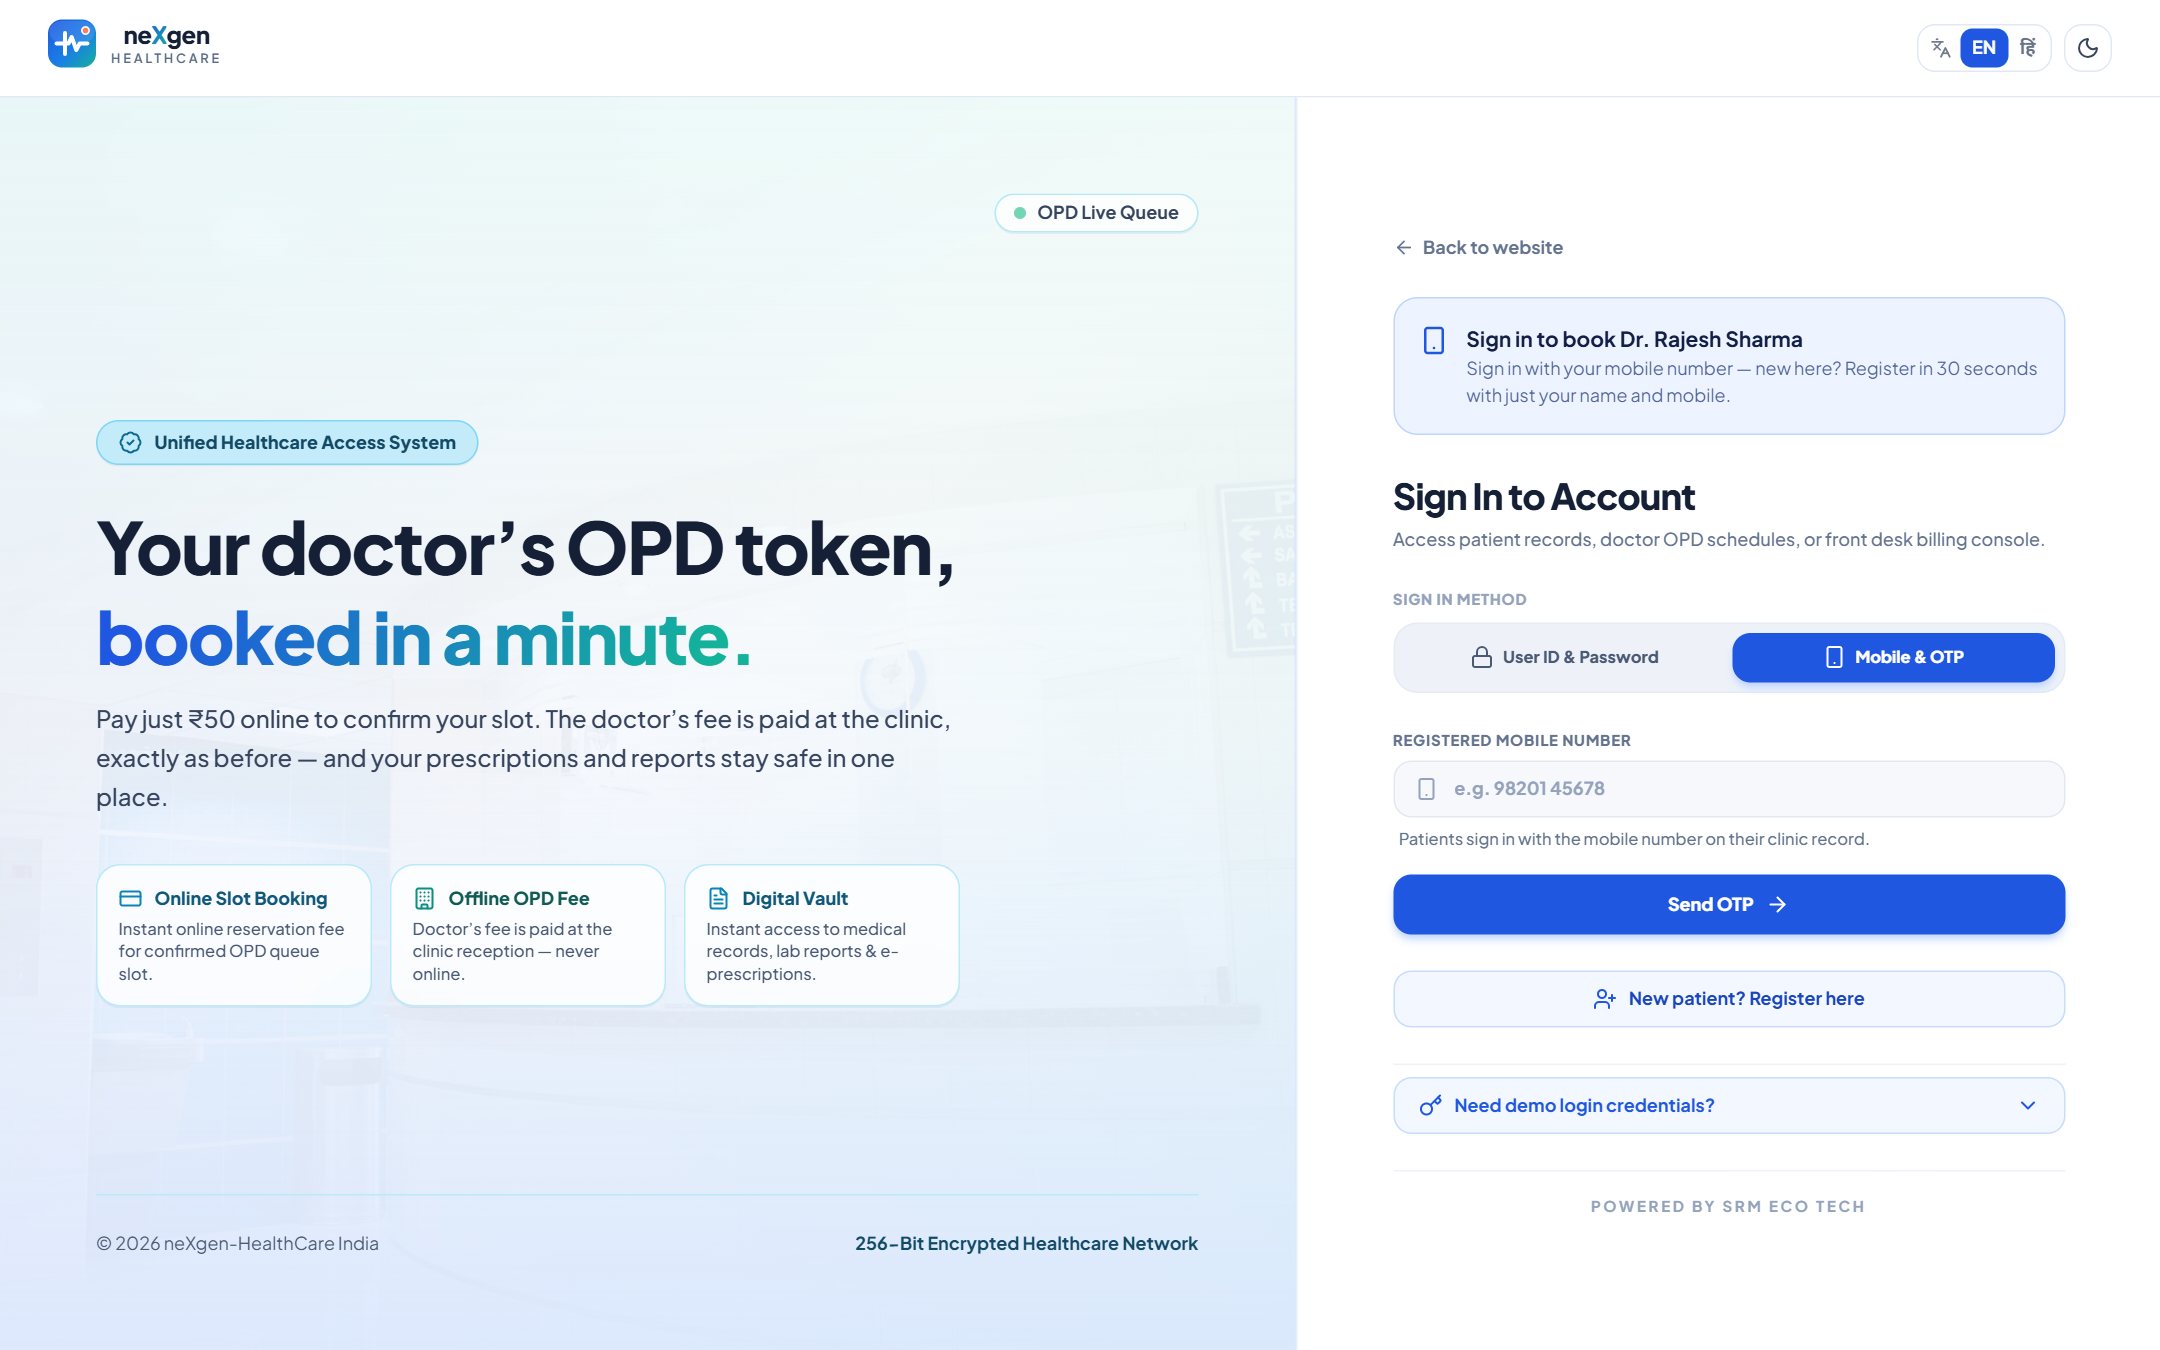 neXgen
HEALTHCARE
EN
हिं
OPD Live Queue
Unified Healthcare Access System
Your doctor’s OPD token,
booked in a minute.
Pay just ₹50 online to confirm your slot. The doctor’s fee is paid at the clinic,
exactly as before — and your prescriptions and reports stay safe in one
place.
Online Slot Booking
Instant online reservation fee
for confirmed OPD queue
slot.
Offline OPD Fee
Doctor’s fee is paid at the
clinic reception — never
online.
Digital Vault
Instant access to medical
records, lab reports & e-
prescriptions.
© 2026 neXgen-HealthCare India
256-Bit Encrypted Healthcare Network
Back to website
Sign in to book Dr. Rajesh Sharma
Sign in with your mobile number — new here? Register in 30 seconds
with just your name and mobile.
Sign In to Account
Access patient records, doctor OPD schedules, or front desk billing console.
SIGN IN METHOD
User ID & Password
Mobile & OTP
REGISTERED MOBILE NUMBER
e.g. 98201 45678
Patients sign in with the mobile number on their clinic record.
Send OTP
New patient? Register here
Need demo login credentials?
POWERED BY SRM ECO TECH